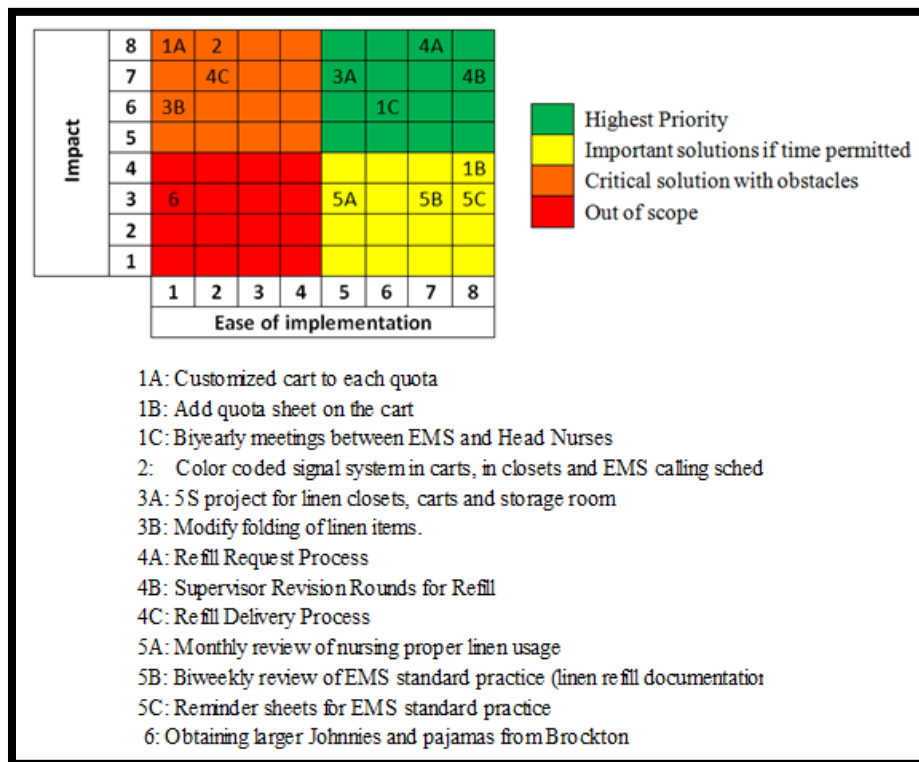 8 1A 2 4A
7 4C 3A 4B
Impact
6 3B 1C
5
4 1B
3 6 5A 5B 5C
2
1
1 2 3 4 5 6 7 8
Ease of implementation
Highest Priority
Important solutions if time permitted
Critical solution with obstacles
Out of scope
1A: Customized cart to each quota
1B: Add quota sheet on the cart
1C: Biyearly meetings between EMS and Head Nurses
2: Color coded signal system in carts, in closets and EMS calling sched
3A: 5S project for linen closets, carts and storage room
3B: Modify folding of linen items.
4A: Refill Request Process
4B: Supervisor Revision Rounds for Refill
4C: Refill Delivery Process
5A: Monthly review of nursing proper linen usage
5B: Biweekly review of EMS standard practice (linen refill documentation
5C: Reminder sheets for EMS standard practice
6: Obtaining larger Johnnies and pajamas from Brockton